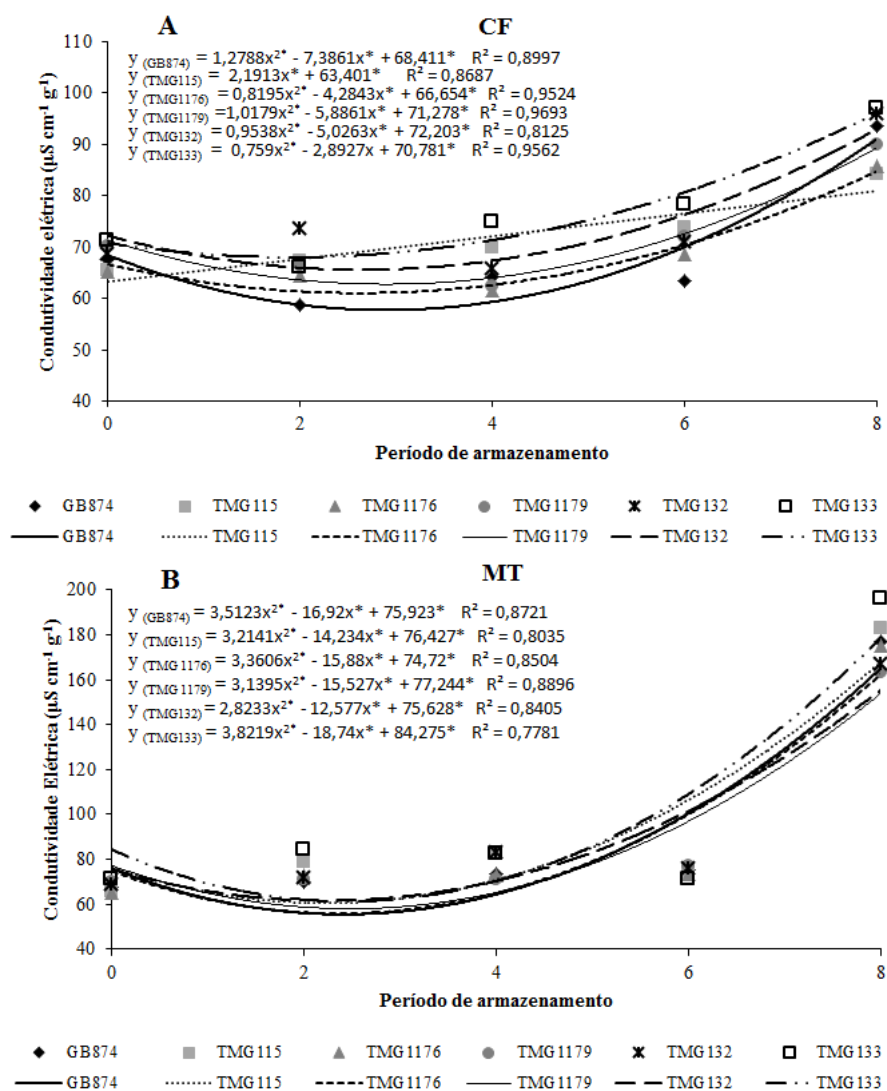 A CF
y (GB874) = 1,2788x²* - 7,3861x* + 68,411* R² = 0,8997
y (TMG115) = 2,1913x* + 63,401* R² = 0,8687
y (TMG1176) = 0,8195x²* - 4,2843x* + 66,654* R² = 0,9524
y (TMG1179) = 1,0179x²* - 5,8861x* + 71,278* R² = 0,9693
y (TMG132) = 0,9538x²* - 5,0263x* + 72,203* R² = 0,8125
y (TMG133) = 0,759x²* - 2,8927x + 70,781* R² = 0,9562
Condutividade elétrica (µS cm⁻¹ g⁻¹)
110
100
90
80
70
60
50
40
0 2 4 6 8
Período de armazenamento
GB874 TMG115 TMG1176 TMG1179 TMG132 TMG133
GB874 TMG115 TMG1176 TMG1179 TMG132 TMG133
B MT
y (GB874) = 3,5123x²* - 16,92x* + 75,923* R² = 0,8721
y (TMG115) = 3,2141x²* - 14,234x* + 76,427* R² = 0,8035
y (TMG 1176) = 3,3606x²* - 15,88x* + 74,72* R² = 0,8504
y (TMG 1179) = 3,1395x²* - 15,527x* + 77,244* R² = 0,8896
y (TMG132) = 2,8233x²* - 12,577x* + 75,628* R² = 0,8405
y (TMG133) = 3,8219x²* - 18,74x* + 84,275* R² = 0,7781
Condutividade Elétrica (µS cm⁻¹ g⁻¹)
200
180
160
140
120
100
80
60
40
0 2 4 6 8
Período de armazenamento
GB874 TMG115 TMG1176 TMG1179 TMG132 TMG133
GB874 TMG115 TMG1176 TMG1179 TMG132 TMG133